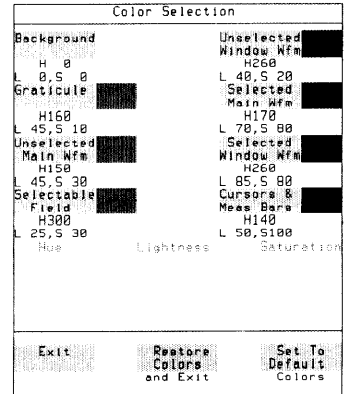 Color Selection
Background
H 0
L 0,S 0
Graticule
H160
L 45,S 10
Unselected
Main Wfm
H150
L 45,S 30
Selectable
Field
H300
L 25,S 30
Unselected
Window Wfm
H260
L 40,S 20
Selected
Main Wfm
H170
L 70,S 80
Selected
Window Wfm
H260
L 85,S 80
Cursors &
Meas Bars
H140
L 50,S100
Hue Lightness Saturation
Exit
Restore
Colors
and Exit
Set To
Default
Colors